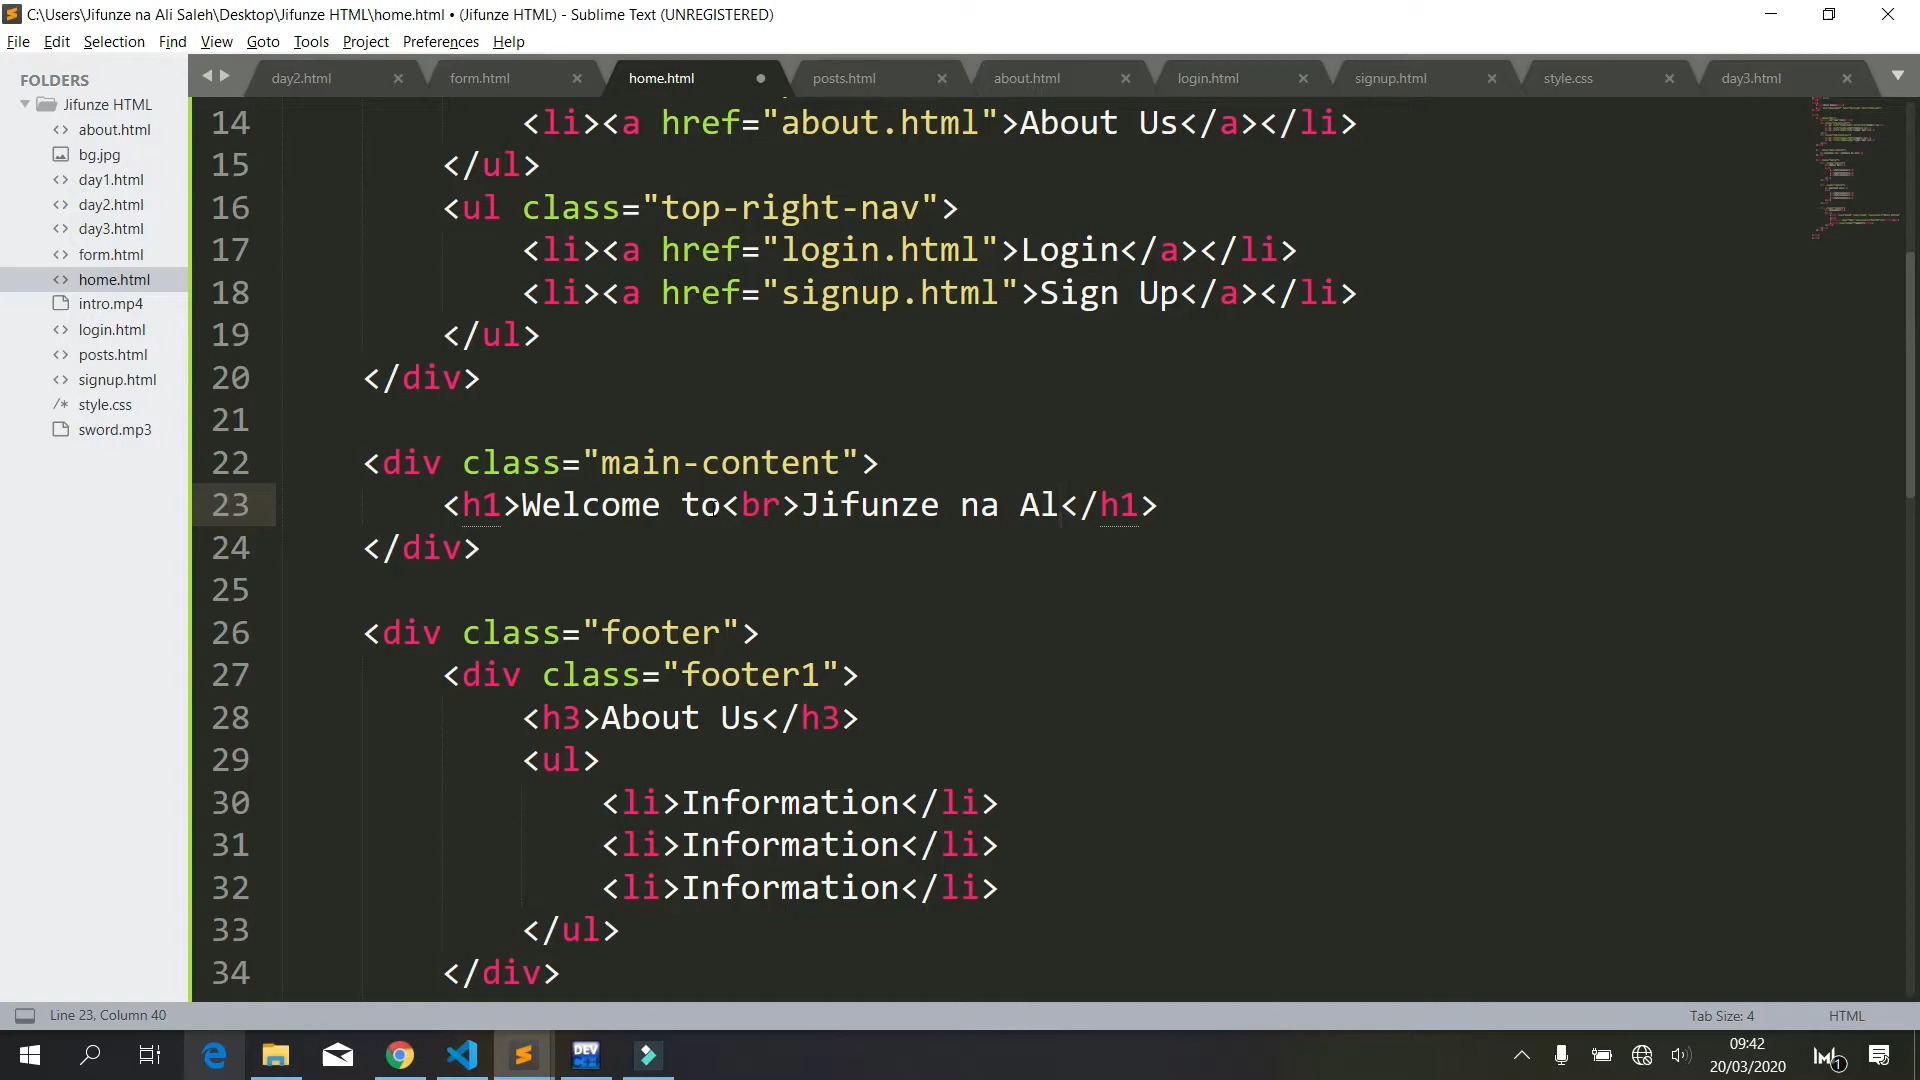 C:\Users\Jifunze na Ali Saleh\Desktop\Jifunze HTML\home.html • (Jifunze HTML) - Sublime Text (UNREGISTERED)
File Edit Selection Find View Goto Tools Project Preferences Help
FOLDERS
Jifunze HTML
about.html
bg.jpg
day1.html
day2.html
day3.html
form.html
home.html
intro.mp4
login.html
posts.html
signup.html
style.css
sword.mp3
day2.html form.html home.html posts.html about.html login.html signup.html style.css day3.html
14 <li><a href="about.html">About Us</a></li>
15 </ul>
16 <ul class="top-right-nav">
17 <li><a href="login.html">Login</a></li>
18 <li><a href="signup.html">Sign Up</a></li>
19 </ul>
20 </div>
21
22 <div class="main-content">
23 <h1>Welcome to<br>Jifunze na Al</h1>
24 </div>
25
26 <div class="footer">
27 <div class="footer1">
28 <h3>About Us</h3>
29 <ul>
30 <li>Information</li>
31 <li>Information</li>
32 <li>Information</li>
33 </ul>
34 </div>
Line 23, Column 40 Tab Size: 4 HTML
DEV C++
09:42
20/03/2020
1